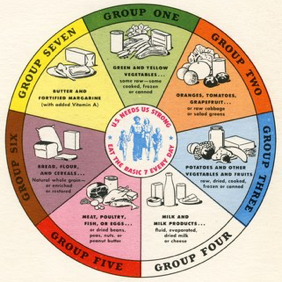 GROUP ONE
GREEN AND YELLOW
VEGETABLES...
some raw—some
cooked, frozen
or canned
GROUP TWO
ORANGES, TOMATOES,
GRAPEFRUIT...
or raw cabbage
or salad greens
GROUP THREE
POTATOES AND OTHER
VEGETABLES AND FRUITS
raw, dried, cooked,
frozen or canned
GROUP FOUR
MILK AND
MILK PRODUCTS...
fluid, evaporated,
dried milk
or cheese
GROUP FIVE
MEAT, POULTRY,
FISH, OR EGGS...
or dried beans,
peas, nuts, or
peanut butter
GROUP SIX
BREAD, FLOUR,
AND CEREALS...
Natural whole grain—
or enriched
or restored
GROUP SEVEN
BUTTER AND
FORTIFIED MARGARINE
(with added Vitamin A)
U.S. NEEDS US STRONG
EAT THE BASIC 7 EVERY DAY